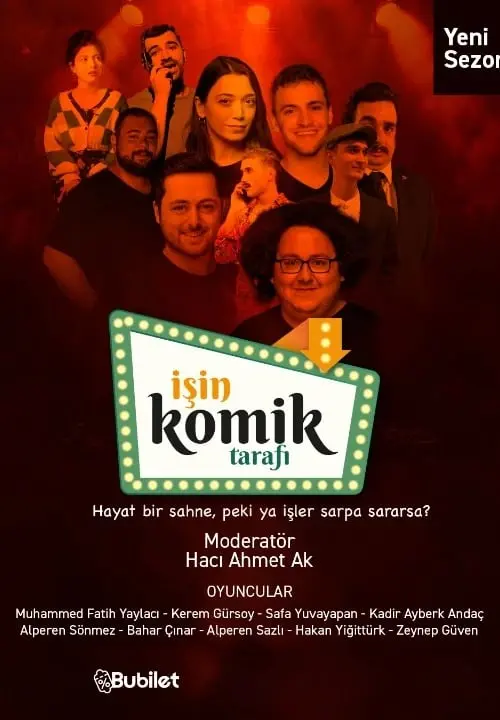 Yeni
Sezon
işin
komik
tarafı
Hayat bir sahne, peki ya işler sarpa sararsa?
Moderatör
Hacı Ahmet Ak
OYUNCULAR
Muhammed Fatih Yaylacı - Kerem Gürsoy - Safa Yuvayapan - Kadir Ayberk Andaç
Alperen Sönmez - Bahar Çınar - Alperen Sazlı - Hakan Yiğittürk - Zeynep Güven
Bubilet